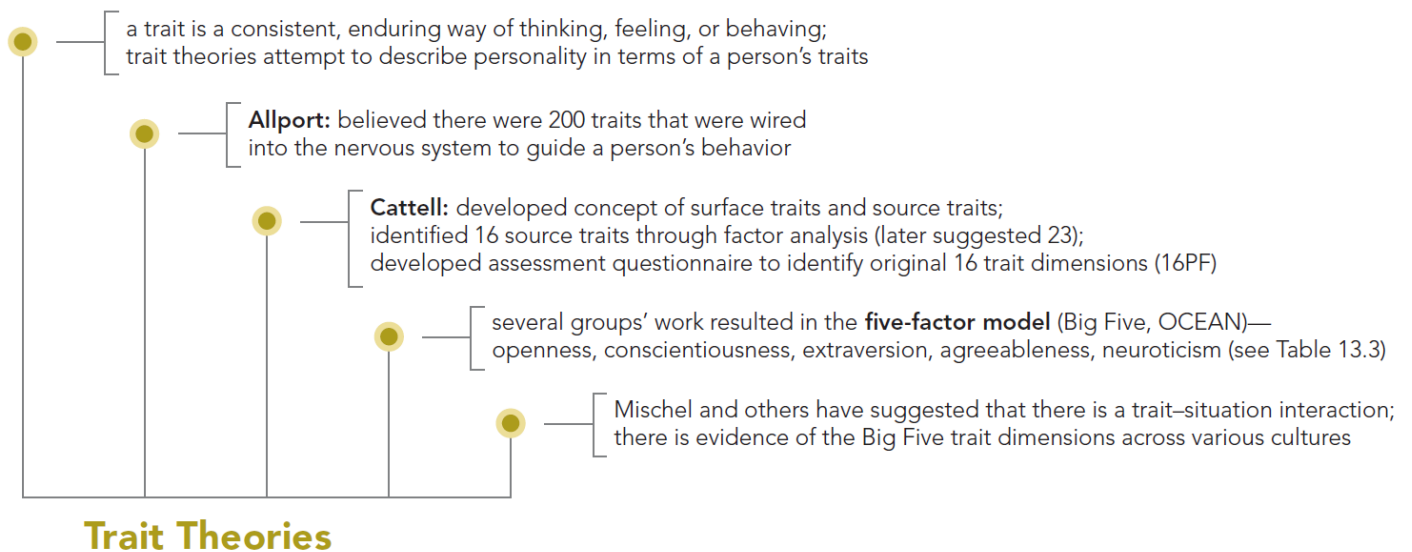 a trait is a consistent, enduring way of thinking, feeling, or behaving;
trait theories attempt to describe personality in terms of a person’s traits
Allport: believed there were 200 traits that were wired
into the nervous system to guide a person’s behavior
Cattell: developed concept of surface traits and source traits;
identified 16 source traits through factor analysis (later suggested 23);
developed assessment questionnaire to identify original 16 trait dimensions (16PF)
several groups’ work resulted in the five-factor model (Big Five, OCEAN)—
openness, conscientiousness, extraversion, agreeableness, neuroticism (see Table 13.3)
Mischel and others have suggested that there is a trait–situation interaction;
there is evidence of the Big Five trait dimensions across various cultures
Trait Theories